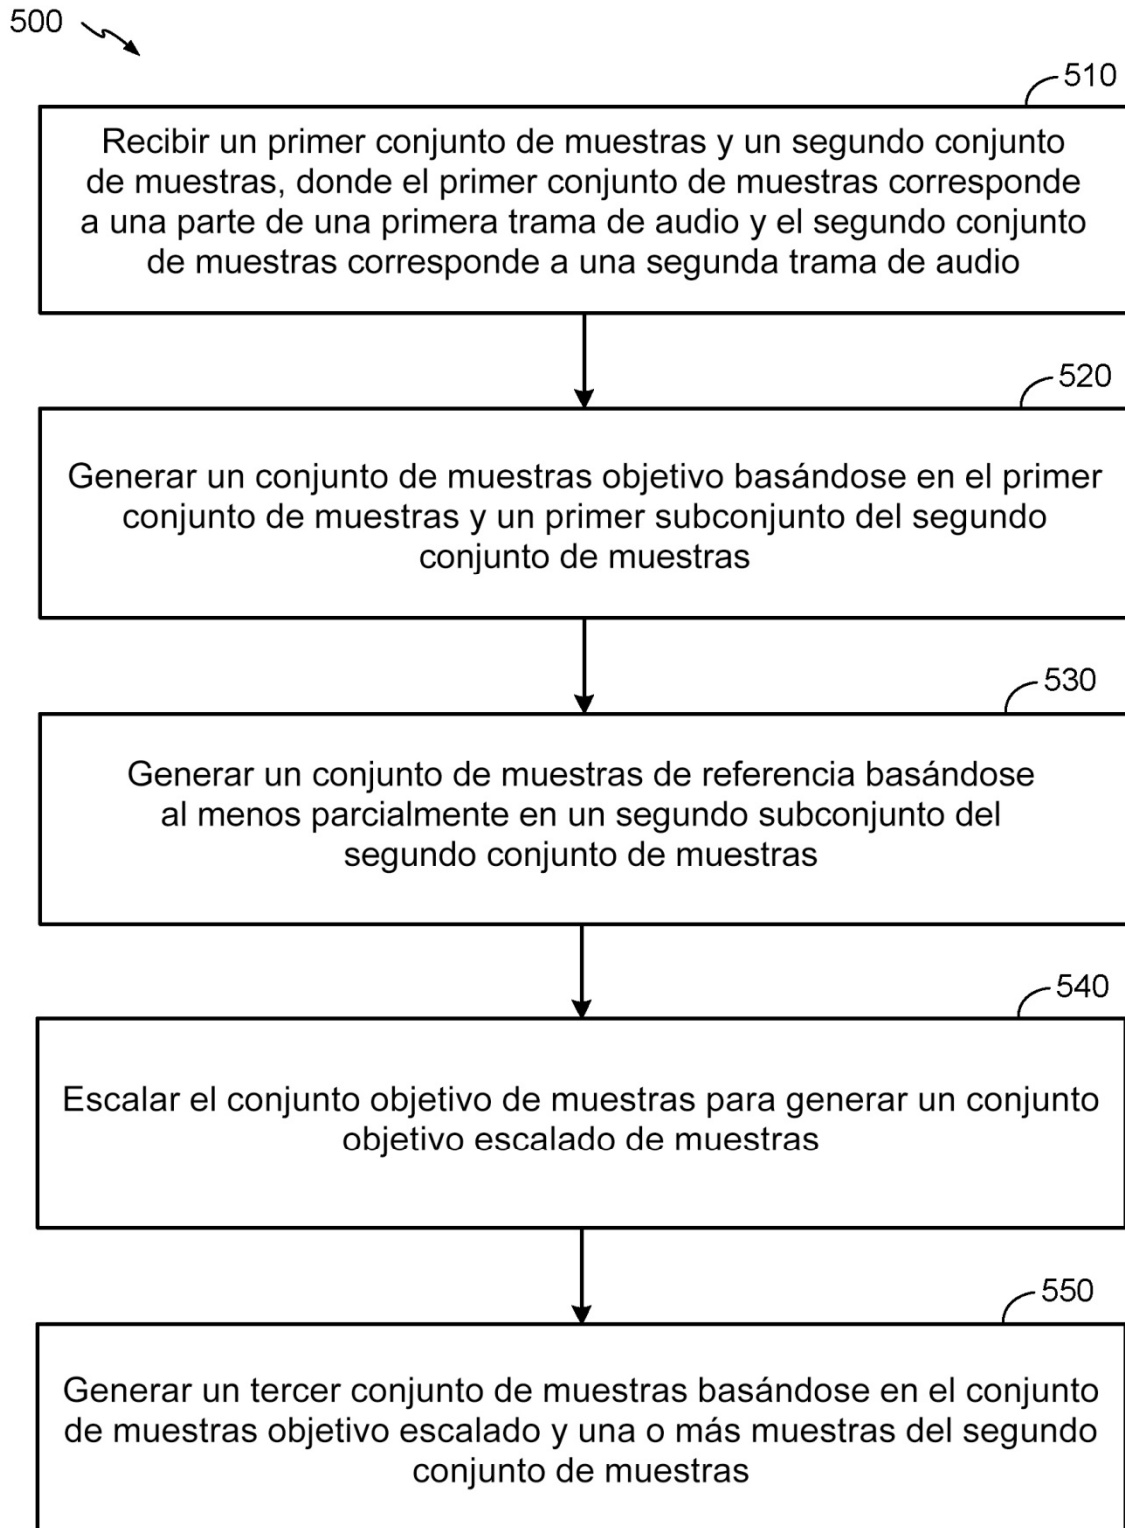 500
510
Recibir un primer conjunto de muestras y un segundo conjunto
de muestras, donde el primer conjunto de muestras corresponde
a una parte de una primera trama de audio y el segundo conjunto
de muestras corresponde a una segunda trama de audio
520
Generar un conjunto de muestras objetivo basándose en el primer
conjunto de muestras y un primer subconjunto del segundo
conjunto de muestras
530
Generar un conjunto de muestras de referencia basándose
al menos parcialmente en un segundo subconjunto del
segundo conjunto de muestras
540
Escalar el conjunto objetivo de muestras para generar un conjunto
objetivo escalado de muestras
550
Generar un tercer conjunto de muestras basándose en el conjunto
de muestras objetivo escalado y una o más muestras del segundo
conjunto de muestras